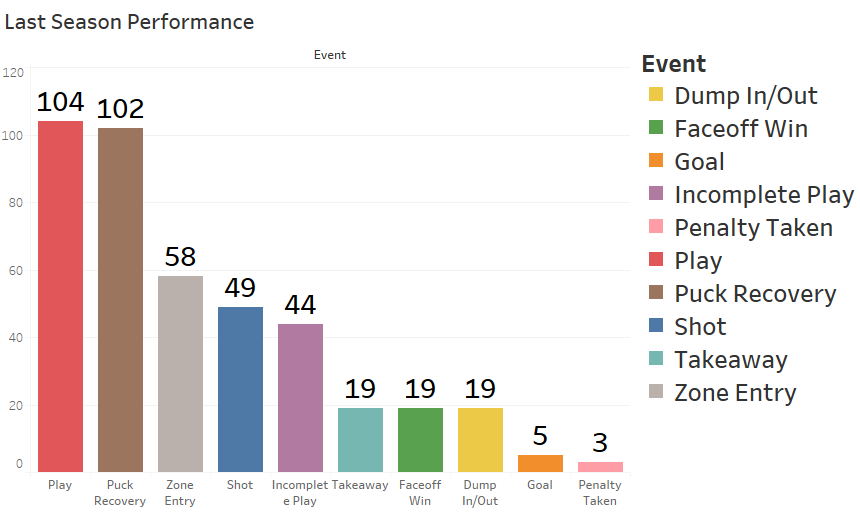 Last Season Performance
Event
120
100
80
60
40
20
0
104
102
58
49
44
19
19
19
5
3
Play
Puck
Recovery
Zone
Entry
Shot
Incomplet
e Play
Takeaway
Faceoff
Win
Dump
In/Out
Goal
Penalty
Taken
Event
Dump In/Out
Faceoff Win
Goal
Incomplete Play
Penalty Taken
Play
Puck Recovery
Shot
Takeaway
Zone Entry